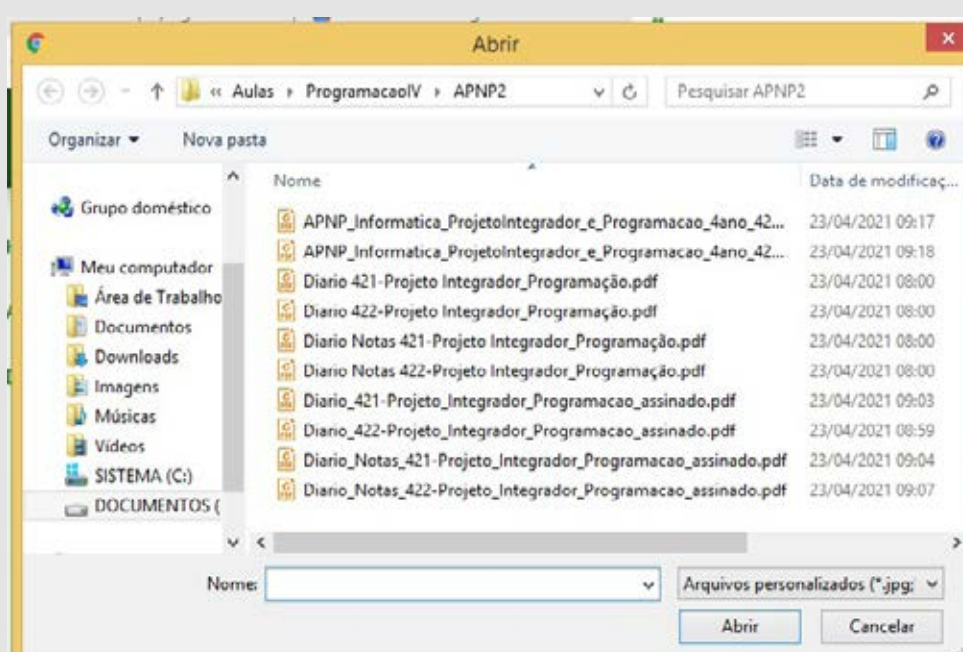 Abrir
« Aulas › ProgramacaoIV › APNP2
Pesquisar APNP2
Organizar
Nova pasta
Nome
Data de modificaç...
Grupo doméstico
Meu computador
Área de Trabalho
Documentos
Downloads
Imagens
Músicas
Vídeos
SISTEMA (C:)
DOCUMENTOS (
APNP_Informatica_ProjetoIntegrador_e_Programacao_4ano_42... 23/04/2021 09:17
APNP_Informatica_ProjetoIntegrador_e_Programacao_4ano_42... 23/04/2021 09:18
Diario 421-Projeto Integrador_Programação.pdf 23/04/2021 08:00
Diario 422-Projeto Integrador_Programação.pdf 23/04/2021 08:00
Diario Notas 421-Projeto Integrador_Programação.pdf 23/04/2021 08:00
Diario Notas 422-Projeto Integrador_Programação.pdf 23/04/2021 08:00
Diario_421-Projeto_Integrador_Programacao_assinado.pdf 23/04/2021 09:03
Diario_422-Projeto_Integrador_Programacao_assinado.pdf 23/04/2021 08:59
Diario_Notas_421-Projeto_Integrador_Programacao_assinado.pdf 23/04/2021 09:04
Diario_Notas_422-Projeto_Integrador_Programacao_assinado.pdf 23/04/2021 09:07
Nome:
Arquivos personalizados (*.jpg;
Abrir
Cancelar